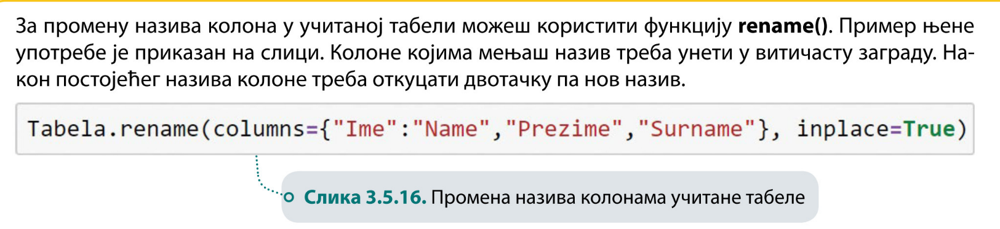 За промену назива колона у учитаној табели можеш користити функцију rename(). Пример њене
употребе је приказан на слици. Колоне којима мењаш назив треба унети у витичасту заграду. На-
кон постојећег назива колоне треба откуцати двотачку па нов назив.
Tabela.rename(columns={"Ime":"Name","Prezime","Surname"}, inplace=True)
Слика 3.5.16. Промена назива колонама учитане табеле